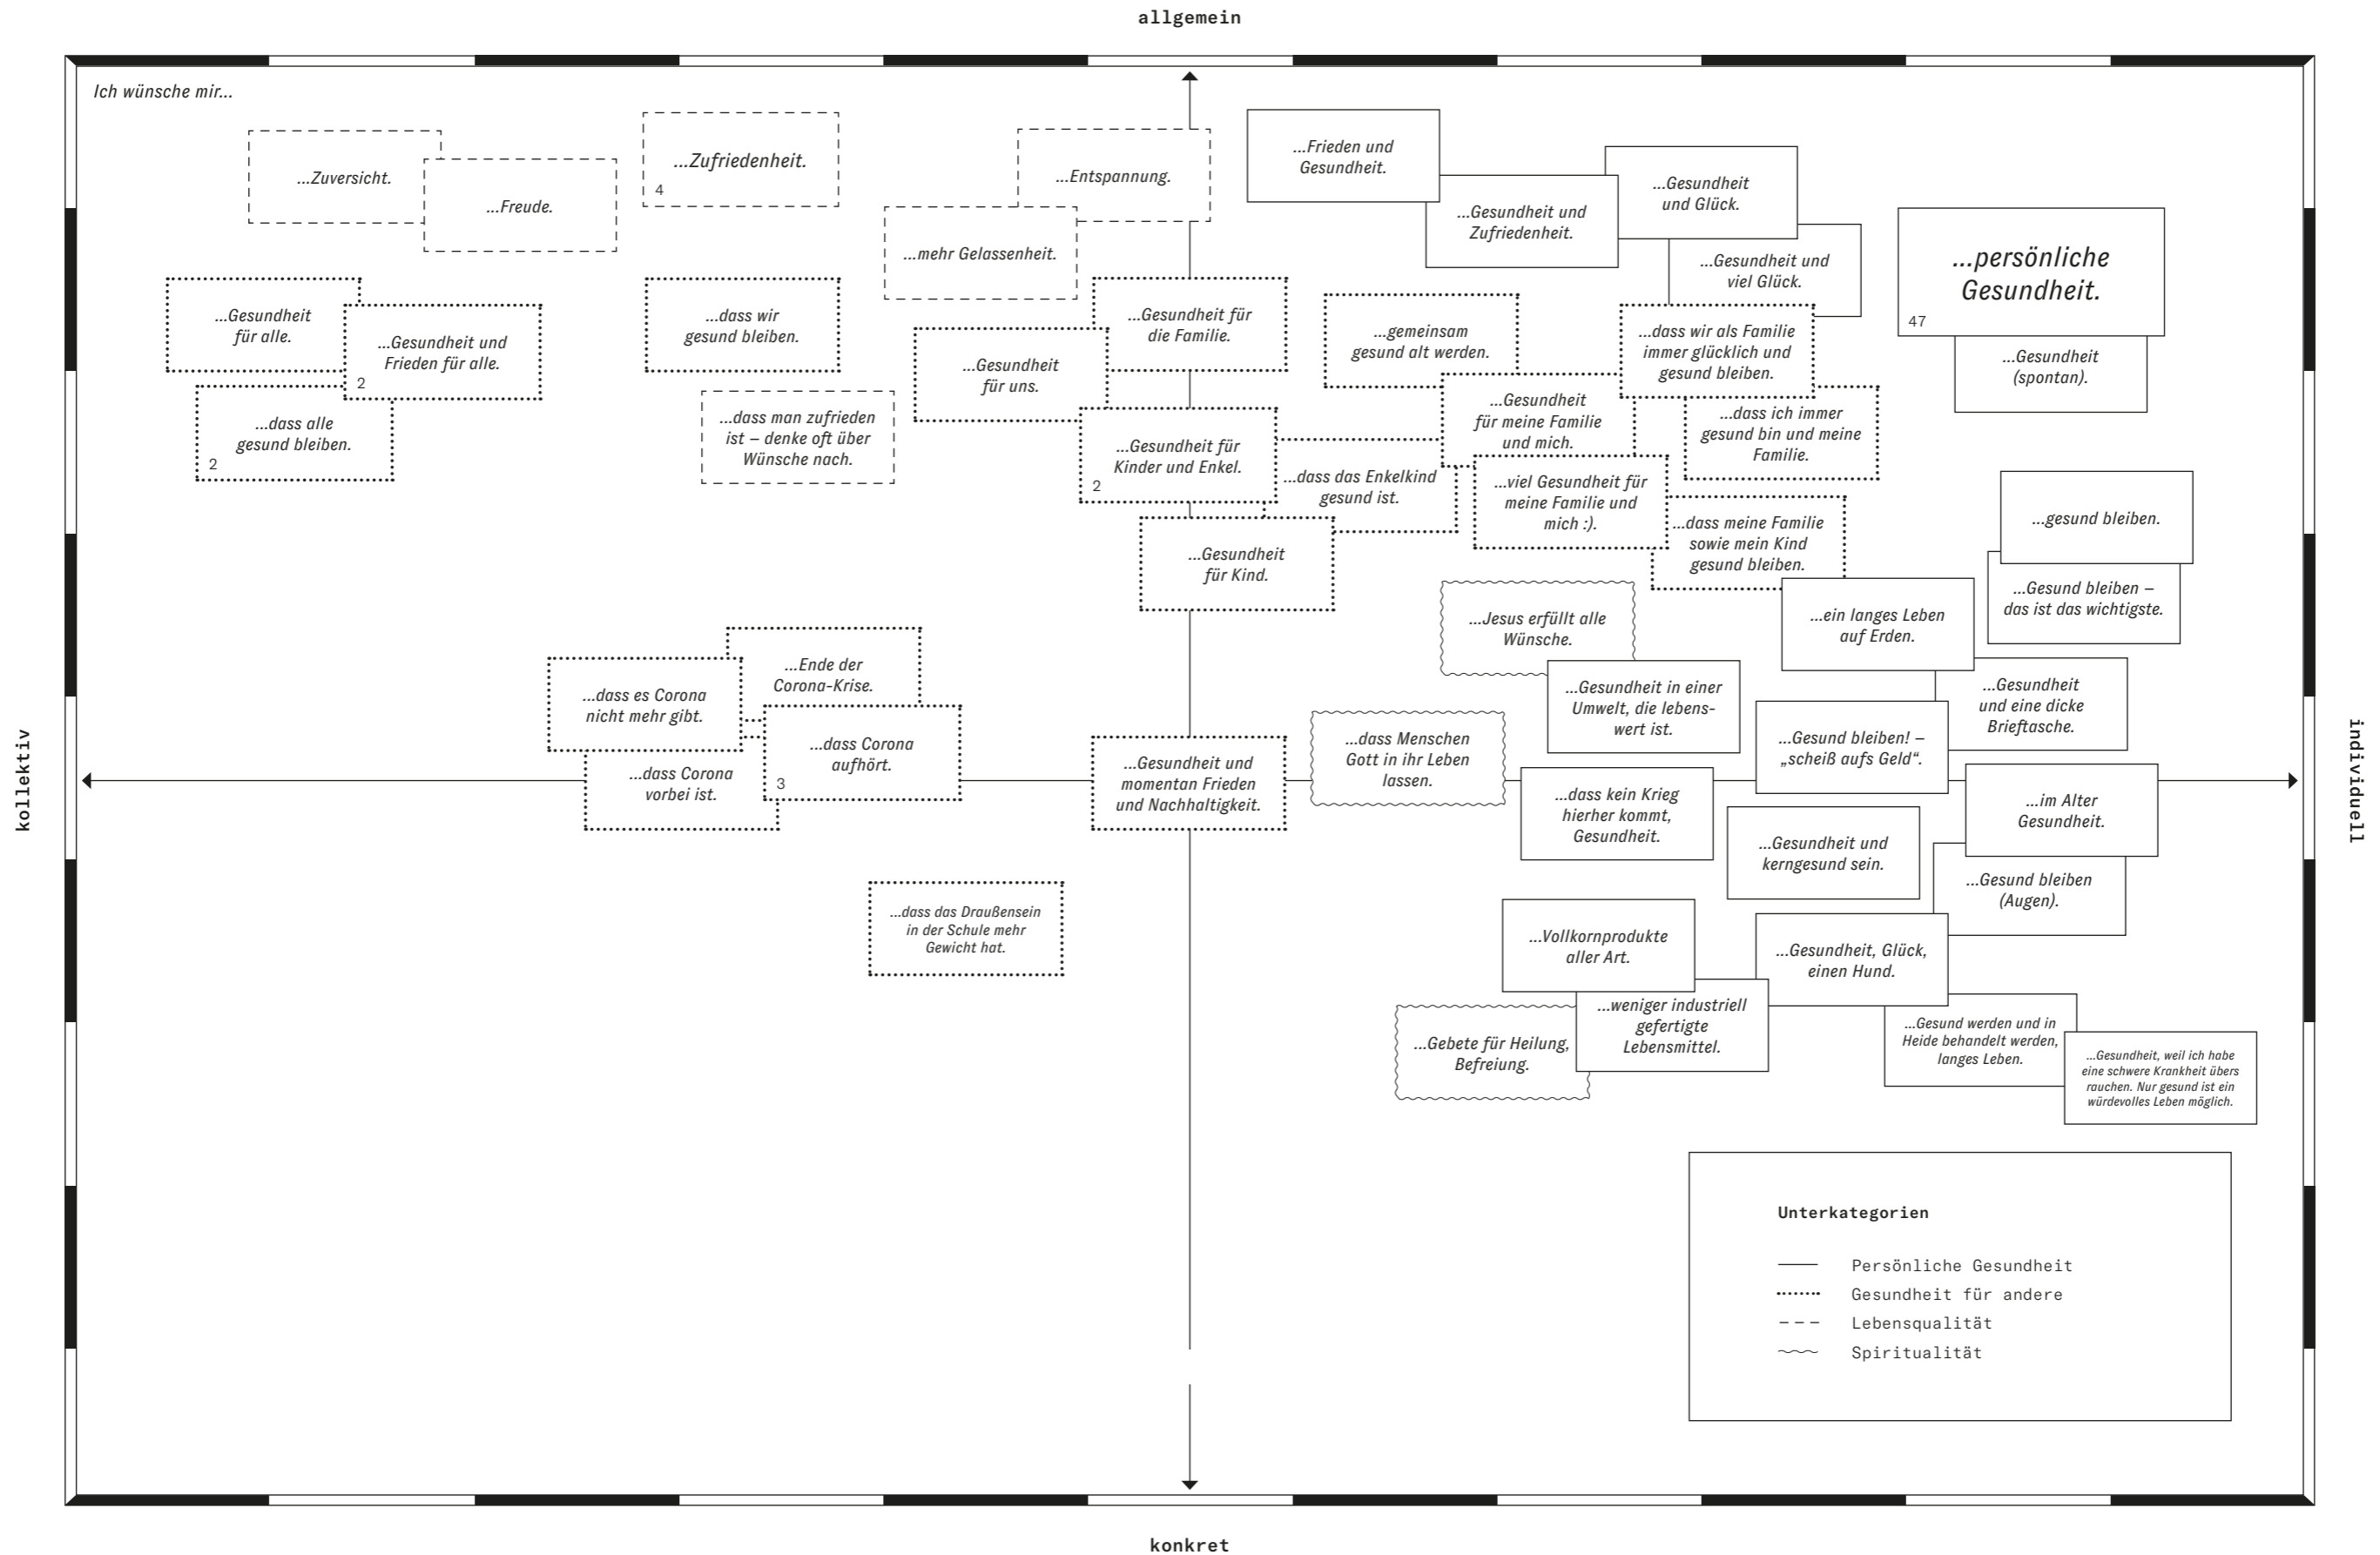 allgemein
Ich wünsche mir...
...Zuversicht.
...Freude.
...Zufriedenheit.
4
...Entspannung.
...mehr Gelassenheit.
...Frieden und
Gesundheit.
...Gesundheit und
Zufriedenheit.
...Gesundheit
und Glück.
...Gesundheit und
viel Glück.
...persönliche
Gesundheit.
47
...Gesundheit
(spontan).
...Gesundheit
für alle.
...Gesundheit und
Frieden für alle.
2
...dass alle
gesund bleiben.
2
...dass wir
gesund bleiben.
...dass man zufrieden
ist – denke oft über
Wünsche nach.
...Gesundheit
für uns.
...Gesundheit für
die Familie.
...Gesundheit für
Kinder und Enkel.
2
...gemeinsam
gesund alt werden.
...dass wir als Familie
immer glücklich und
gesund bleiben.
...Gesundheit
für meine Familie
und mich.
...dass ich immer
gesund bin und meine
Familie.
...dass das Enkelkind
gesund ist.
...viel Gesundheit für
meine Familie und
mich :).
...dass meine Familie
sowie mein Kind
gesund bleiben.
...Gesundheit
für Kind.
...gesund bleiben.
...Gesund bleiben –
das ist das wichtigste.
...Jesus erfüllt alle
Wünsche.
...ein langes Leben
auf Erden.
...Ende der
Corona-Krise.
...dass es Corona
nicht mehr gibt.
...dass Corona
aufhört.
3
...dass Corona
vorbei ist.
...Gesundheit in einer
Umwelt, die lebens-
wert ist.
...Gesundheit
und eine dicke
Brieftasche.
...Gesund bleiben! –
„scheiß aufs Geld“.
...dass Menschen
Gott in ihr Leben
lassen.
...Gesundheit und
momentan Frieden
und Nachhaltigkeit.
kollektiv
individuell
...dass kein Krieg
hierher kommt,
Gesundheit.
...im Alter
Gesundheit.
...Gesundheit und
kerngesund sein.
...Gesund bleiben
(Augen).
...dass das Draußensein
in der Schule mehr
Gewicht hat.
...Vollkornprodukte
aller Art.
...Gesundheit, Glück,
einen Hund.
...weniger industriell
gefertigte
Lebensmittel.
...Gebete für Heilung,
Befreiung.
...Gesund werden und in
Heide behandelt werden,
langes Leben.
...Gesundheit, weil ich habe
eine schwere Krankheit übers
rauchen. Nur gesund ist ein
würdevolles Leben möglich.
Unterkategorien
Persönliche Gesundheit
Gesundheit für andere
Lebensqualität
Spiritualität
konkret